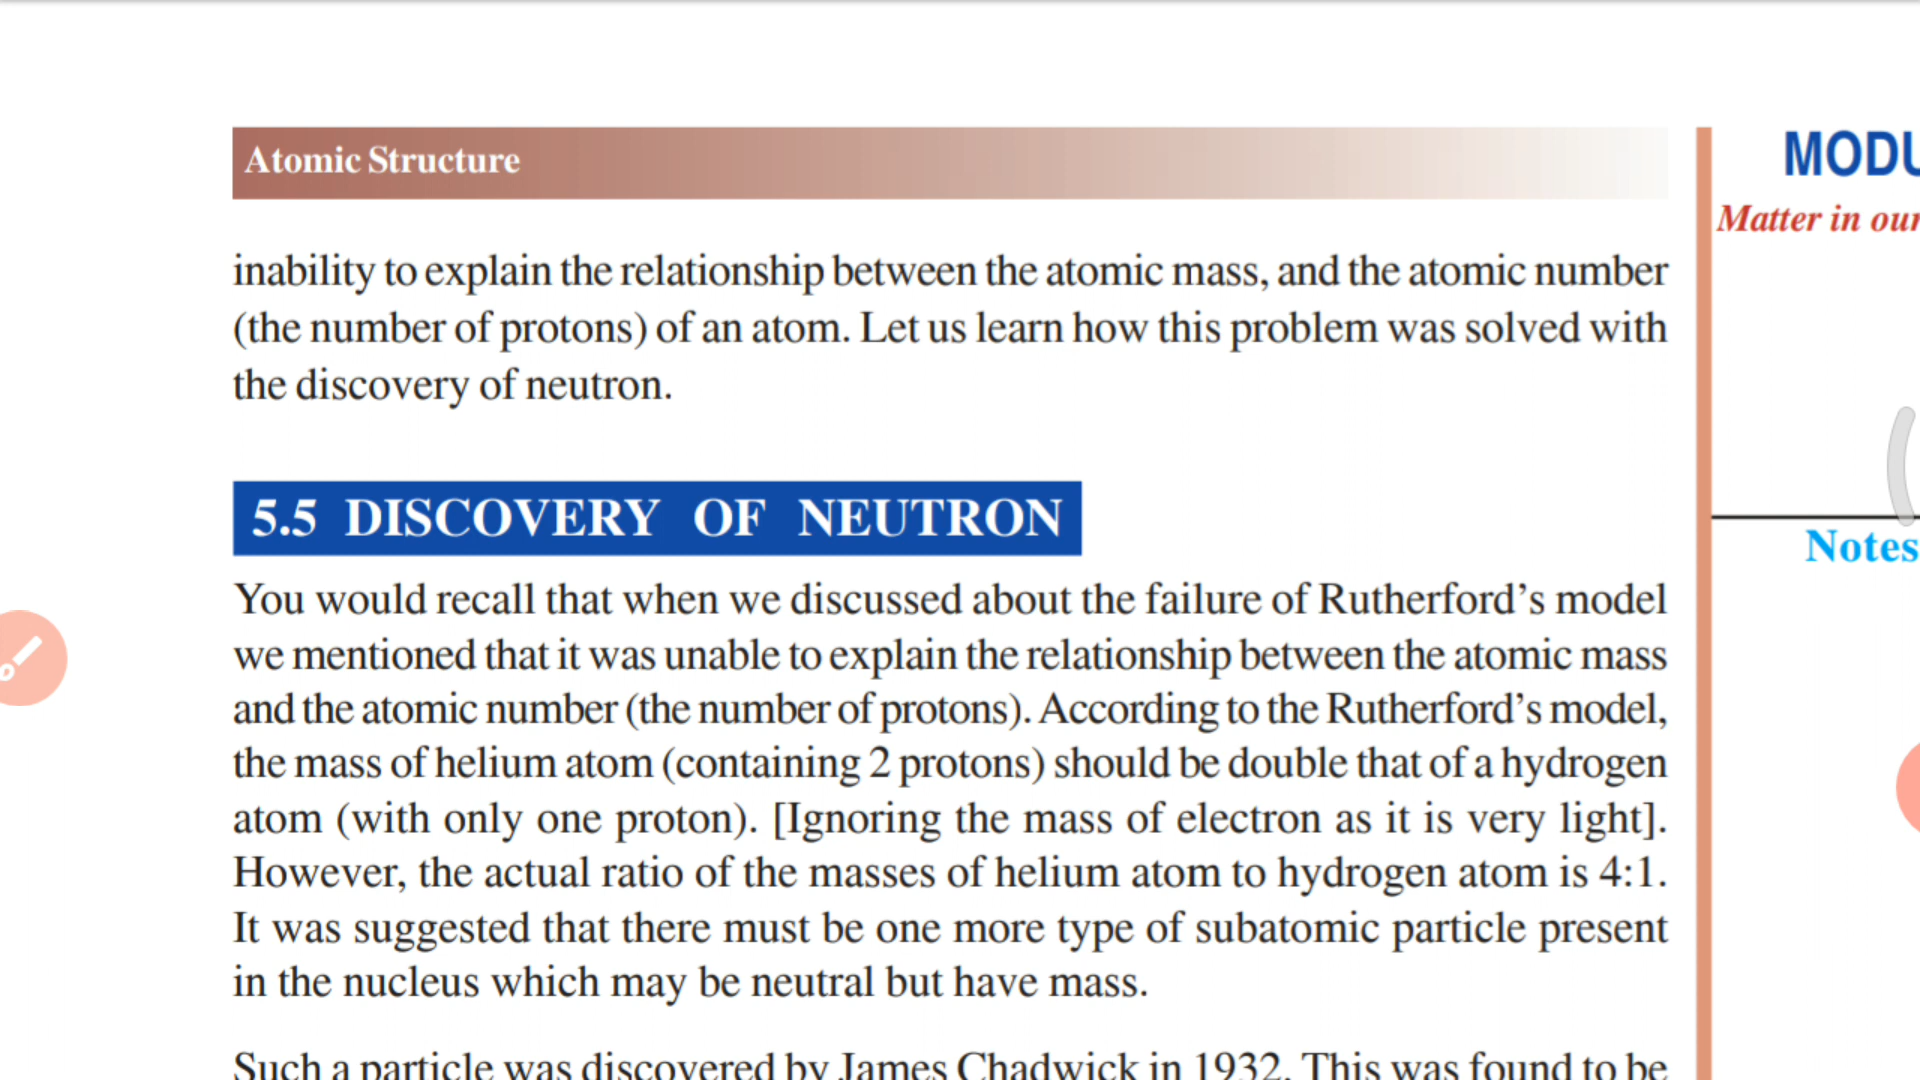 Atomic Structure
MODU
Matter in our
inability to explain the relationship between the atomic mass, and the atomic number
(the number of protons) of an atom. Let us learn how this problem was solved with
the discovery of neutron.
5.5 DISCOVERY OF NEUTRON
Notes
You would recall that when we discussed about the failure of Rutherford’s model
we mentioned that it was unable to explain the relationship between the atomic mass
and the atomic number (the number of protons). According to the Rutherford’s model,
the mass of helium atom (containing 2 protons) should be double that of a hydrogen
atom (with only one proton). [Ignoring the mass of electron as it is very light].
However, the actual ratio of the masses of helium atom to hydrogen atom is 4:1.
It was suggested that there must be one more type of subatomic particle present
in the nucleus which may be neutral but have mass.
Such a particle was discovered by James Chadwick in 1932. This was found to be